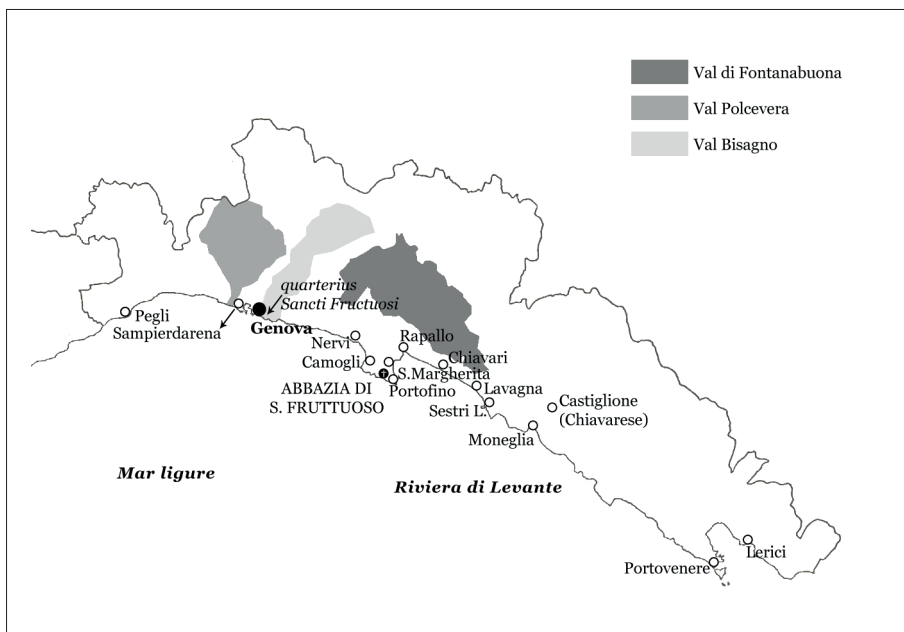 Val di Fontanabuona
Val Polcevera
Val Bisagno
quarterius
Sancti Fructuosi
Pegli
Sampierdarena
Genova
Nervi
Rapallo
Camogli
Chiavari
S.Margherita
ABBAZIA DI
S. FRUTTUOSO
Portofino
Lavagna
Sestri L.
Castiglione
(Chiavarese)
Moneglia
Mar ligure
Riviera di Levante
Lerici
Portovenere